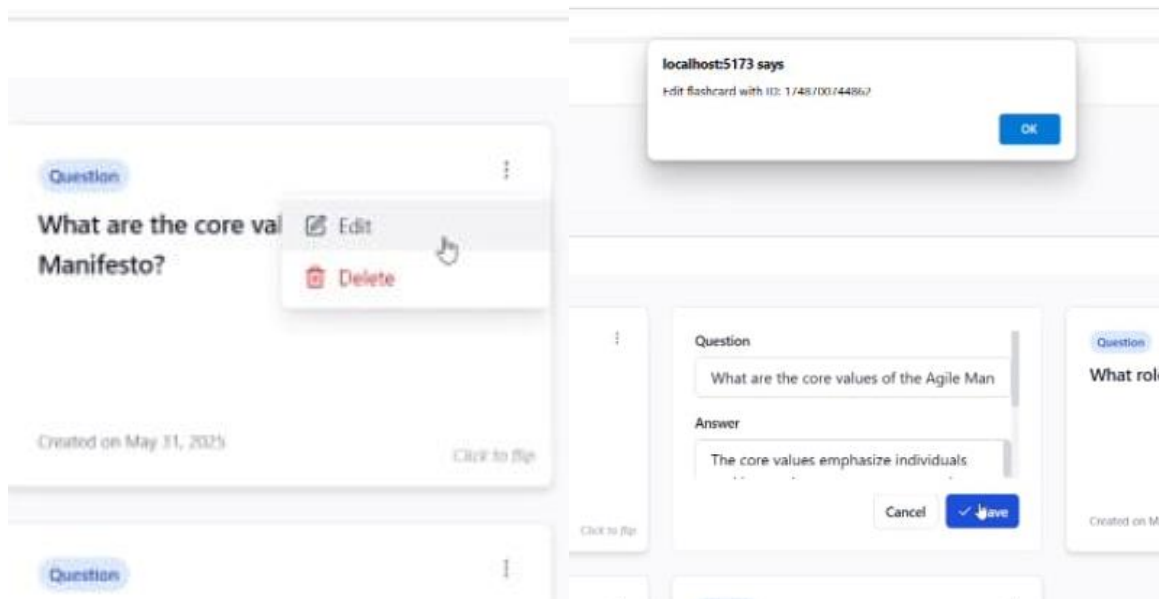 Question
What are the core val
Manifesto?
Edit
Delete
Created on May 31, 2025
Click to flip
Question
localhost:5173 says
Edit flashcard with ID: 1748700744862
OK
Question
What are the core values of the Agile Man
Answer
The core values emphasize individuals
Cancel
Save
Click to flip
Question
What role
Created on M